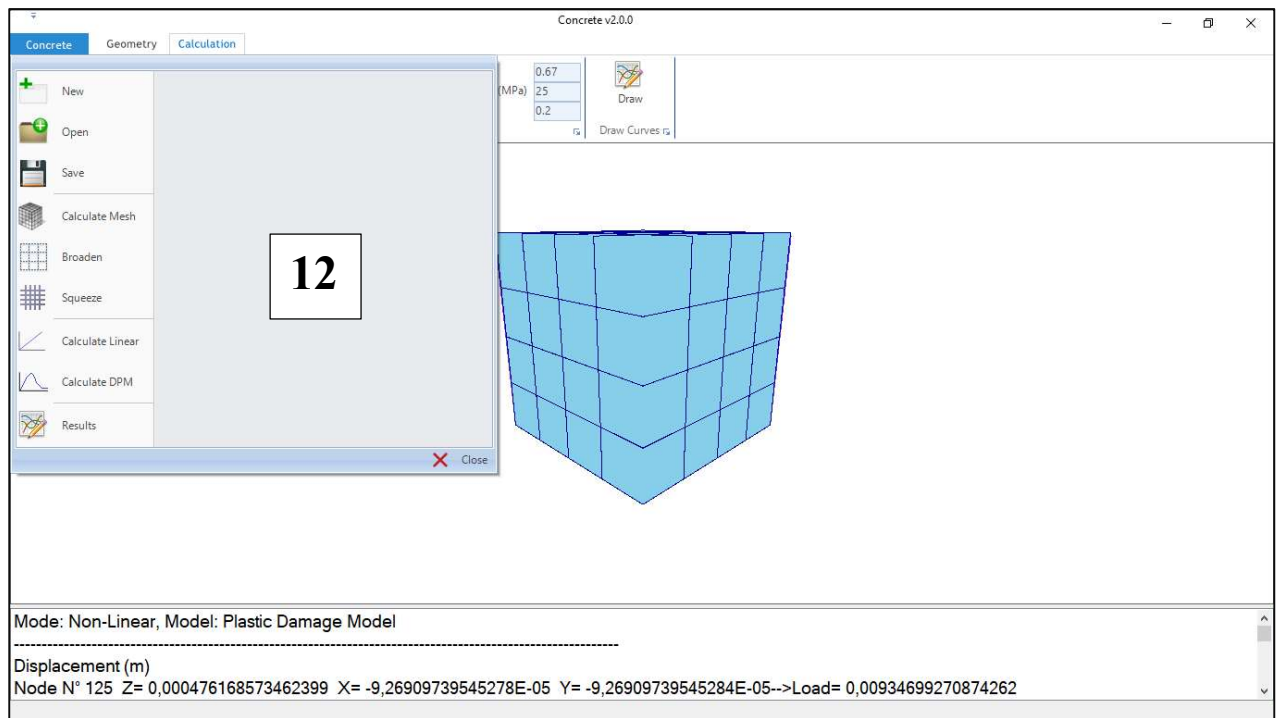 Concrete v2.0.0
Concrete Geometry Calculation
New
Open
Save
Calculate Mesh
Broaden
Squeeze
Calculate Linear
Calculate DPM
Results
Close
12
0.67
(MPa) 25
0.2
Draw
Draw Curves
Mode: Non-Linear, Model: Plastic Damage Model
---------------------------------------------------------------------------------------------------------------
Displacement (m)
Node N° 125 Z= 0,000476168573462399 X= -9,26909739545278E-05 Y= -9,26909739545284E-05-->Load= 0,00934699270874262